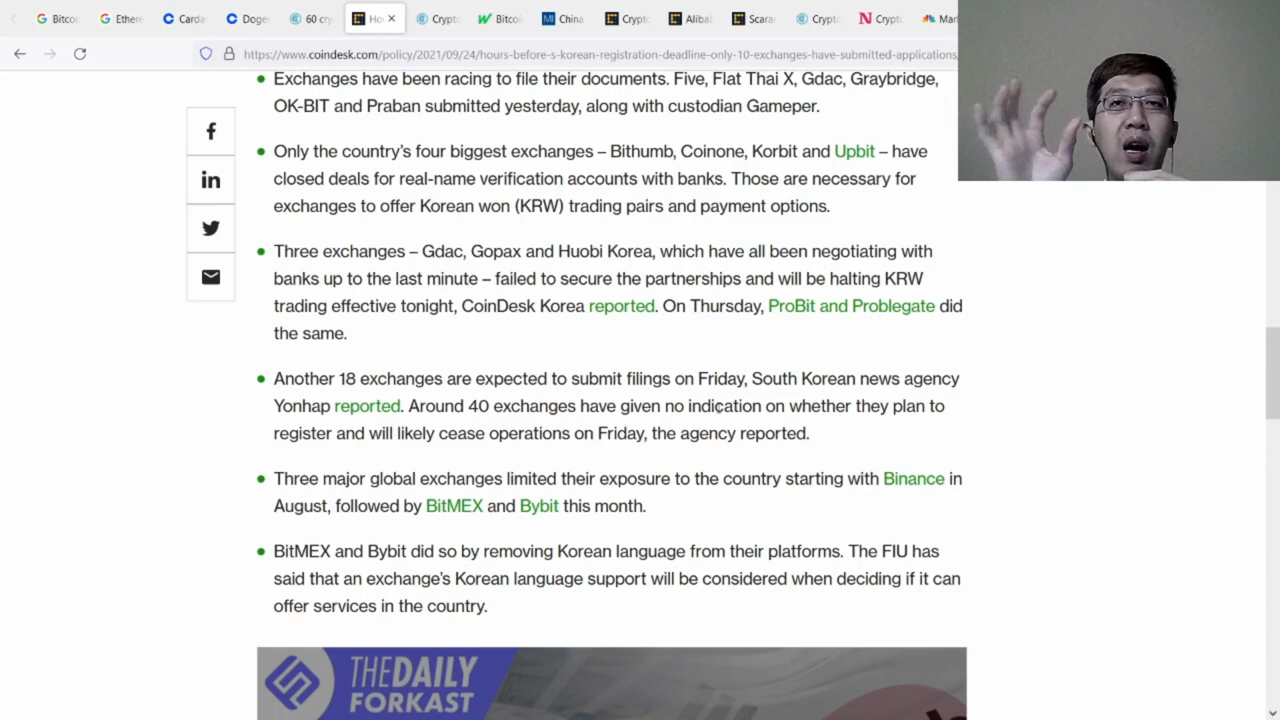 Bitcoi
Ethere
Carda
Doge
60 cry
Ho
Crypto
Bitcoi
China
Crypt
Alibab
Scaral
Crypto
Crypt
Mar
https://www.coindesk.com/policy/2021/09/24/hours-before-s-korean-registration-deadline-only-10-exchanges-have-submitted-applications
Exchanges have been racing to file their documents. Five, Flat Thai X, Gdac, Graybridge,
OK-BIT and Praban submitted yesterday, along with custodian Gameper.
Only the country's four biggest exchanges – Bithumb, Coinone, Korbit and Upbit – have
closed deals for real-name verification accounts with banks. Those are necessary for
exchanges to offer Korean won (KRW) trading pairs and payment options.
Three exchanges – Gdac, Gopax and Huobi Korea, which have all been negotiating with
banks up to the last minute – failed to secure the partnerships and will be halting KRW
trading effective tonight, CoinDesk Korea reported. On Thursday, ProBit and Problegate did
the same.
Another 18 exchanges are expected to submit filings on Friday, South Korean news agency
Yonhap reported. Around 40 exchanges have given no indication on whether they plan to
register and will likely cease operations on Friday, the agency reported.
Three major global exchanges limited their exposure to the country starting with Binance in
August, followed by BitMEX and Bybit this month.
BitMEX and Bybit did so by removing Korean language from their platforms. The FIU has
said that an exchange's Korean language support will be considered when deciding if it can
offer services in the country.
THE DAILY
FORKAST